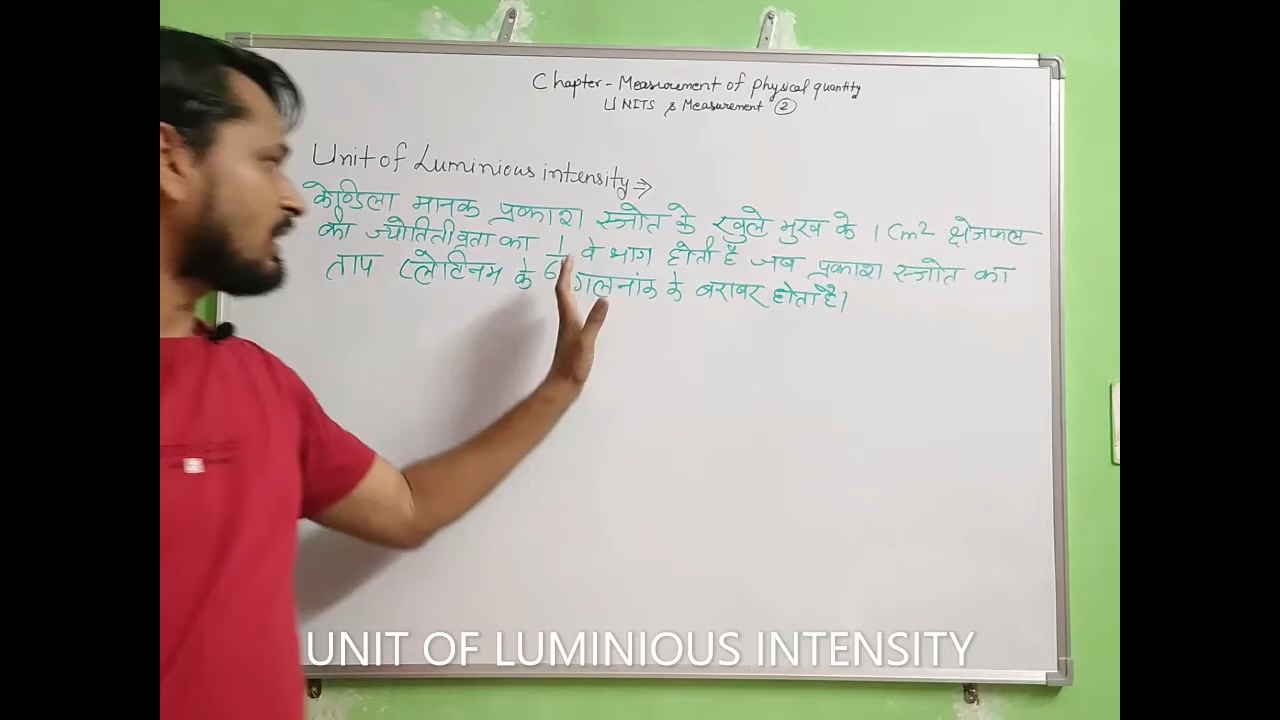 Chapter - Measurement of physical quantity
UNITS & Measurement ②
Unit of Luminious intensity ⇒
केण्डिला मानक प्रकाश स्त्रोत के खुले मुख के 1 Cm2 क्षेत्रफल
की ज्योतितीव्रता का 1/6 वे भाग होती है जब प्रकाश स्त्रोत का
ताप प्लेटिनम के गलनांक के बराबर होता है।
UNIT OF LUMINIOUS INTENSITY